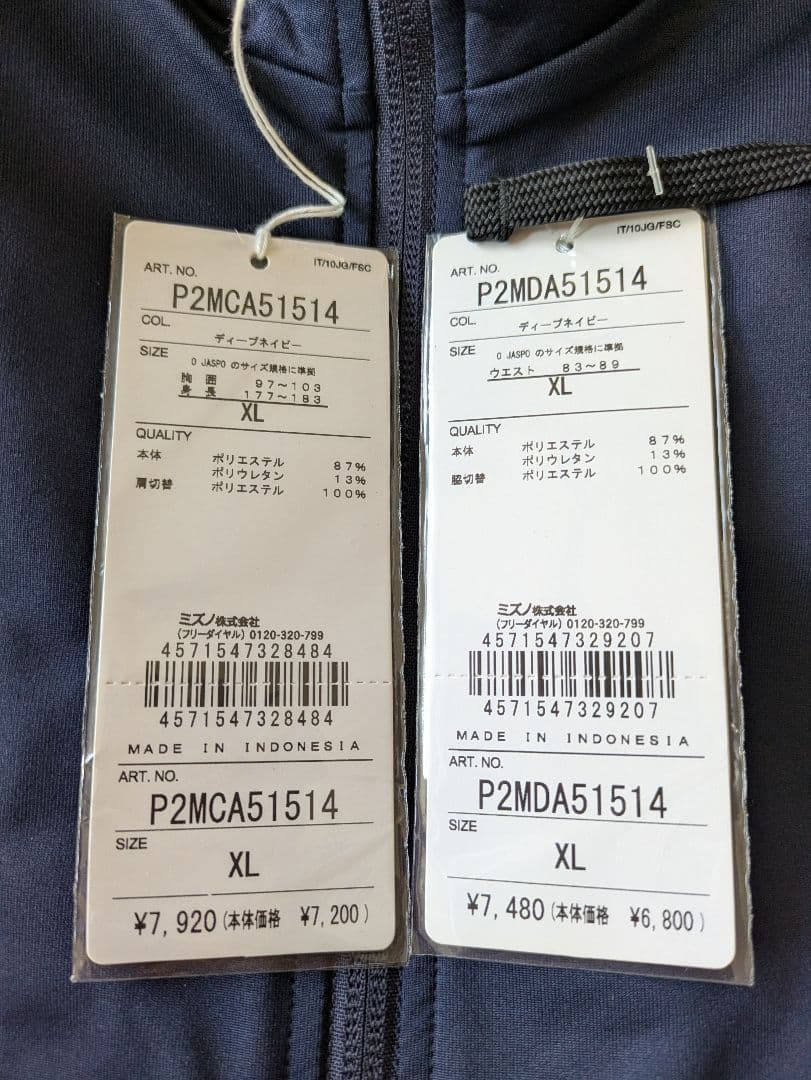 IT/10JG/FSC
ART. NO.
P2MCA51514
COL.
ディープネイビー
SIZE
O JASPO のサイズ規格に準拠
胸囲 97~103
身長 177~183
XL
QUALITY
本体 ポリエステル 87%
ポリウレタン 13%
肩切替 ポリエステル 100%
ミズノ株式会社
(フリーダイヤル) 0120-320-799
4571547328484
4571547328484
MADE IN INDONESIA
ART. NO.
P2MCA51514
SIZE
XL
¥7,920(本体価格 ¥7,200)
IT/10JG/FSC
ART. NO.
P2MDA51514
COL.
ディープネイビー
SIZE
O JASPO のサイズ規格に準拠
ウエスト 83~89
XL
QUALITY
本体 ポリエステル 87%
ポリウレタン 13%
脇切替 ポリエステル 100%
ミズノ株式会社
(フリーダイヤル) 0120-320-799
4571547329207
4571547329207
MADE IN INDONESIA
ART. NO.
P2MDA51514
SIZE
XL
¥7,480(本体価格 ¥6,800)